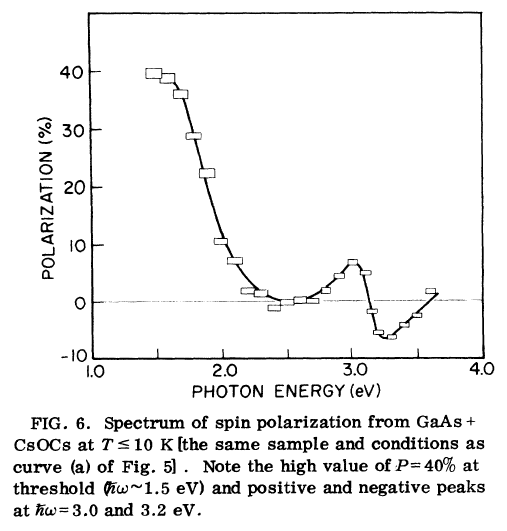 POLARIZATION (%)
40
30
20
10
0
-10
1.0
2.0
3.0
4.0
PHOTON ENERGY (eV)
FIG. 6. Spectrum of spin polarization from GaAs +
CsOCs at T ≤ 10 K [the same sample and conditions as
curve (a) of Fig. 5] . Note the high value of P = 40% at
threshold (ℏω ~ 1.5 eV) and positive and negative peaks
at ℏω = 3.0 and 3.2 eV.